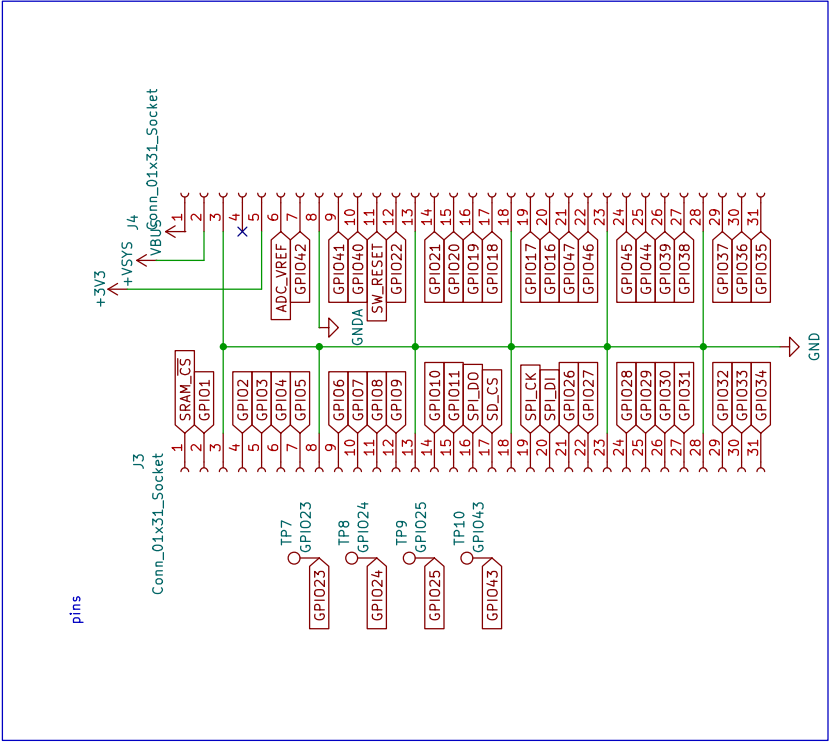 Conn_01x31_Socket
J4
VBUS
+VSYS
+3V3
1
2
3
4
5
6
7
8
9
10
11
12
13
14
15
16
17
18
19
20
21
22
23
24
25
26
27
28
29
30
31
ADC_VREF
GPIO42
GPIO41
GPIO40
SW_RESET
GPIO22
GPIO21
GPIO20
GPIO19
GPIO18
GPIO17
GPIO16
GPIO47
GPIO46
GPIO45
GPIO44
GPIO39
GPIO38
GPIO37
GPIO36
GPIO35
GNDA
GND
SRAM_CS
GPIO1
GPIO2
GPIO3
GPIO4
GPIO5
GPIO6
GPIO7
GPIO8
GPIO9
GPIO10
GPIO11
SPI_DO
SD_CS
SPI_CK
SPI_DI
GPIO26
GPIO27
GPIO28
GPIO29
GPIO30
GPIO31
GPIO32
GPIO33
GPIO34
1
2
3
4
5
6
7
8
9
10
11
12
13
14
15
16
17
18
19
20
21
22
23
24
25
26
27
28
29
30
31
J3
Conn_01x31_Socket
TP7
GPIO23
TP8
GPIO24
TP9
GPIO25
TP10
GPIO43
GPIO23
GPIO24
GPIO25
GPIO43
pins